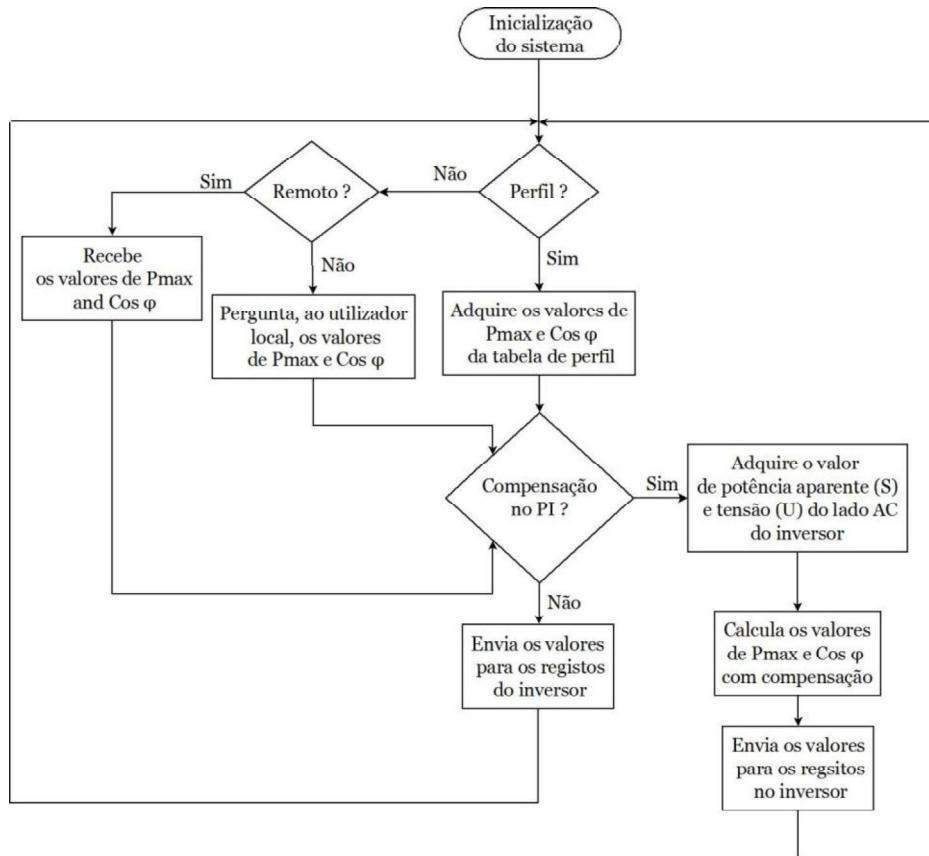 Inicialização
do sistema
Não
Sim
Remoto ?
Perfil ?
Recebe
os valores de Pmax
and Cos φ
Não
Sim
Pergunta, ao utilizador
local, os valores
de Pmax e Cos φ
Adquire os valores de
Pmax e Cos φ
da tabela de perfil
Compensação
no PI ?
Sim
Adquire o valor
de potência aparente (S)
e tensão (U) do lado AC
do inversor
Não
Envia os valores
para os registos
do inversor
Calcula os valores
de Pmax e Cos φ
com compensação
Envia os valores
para os regsitos
no inversor